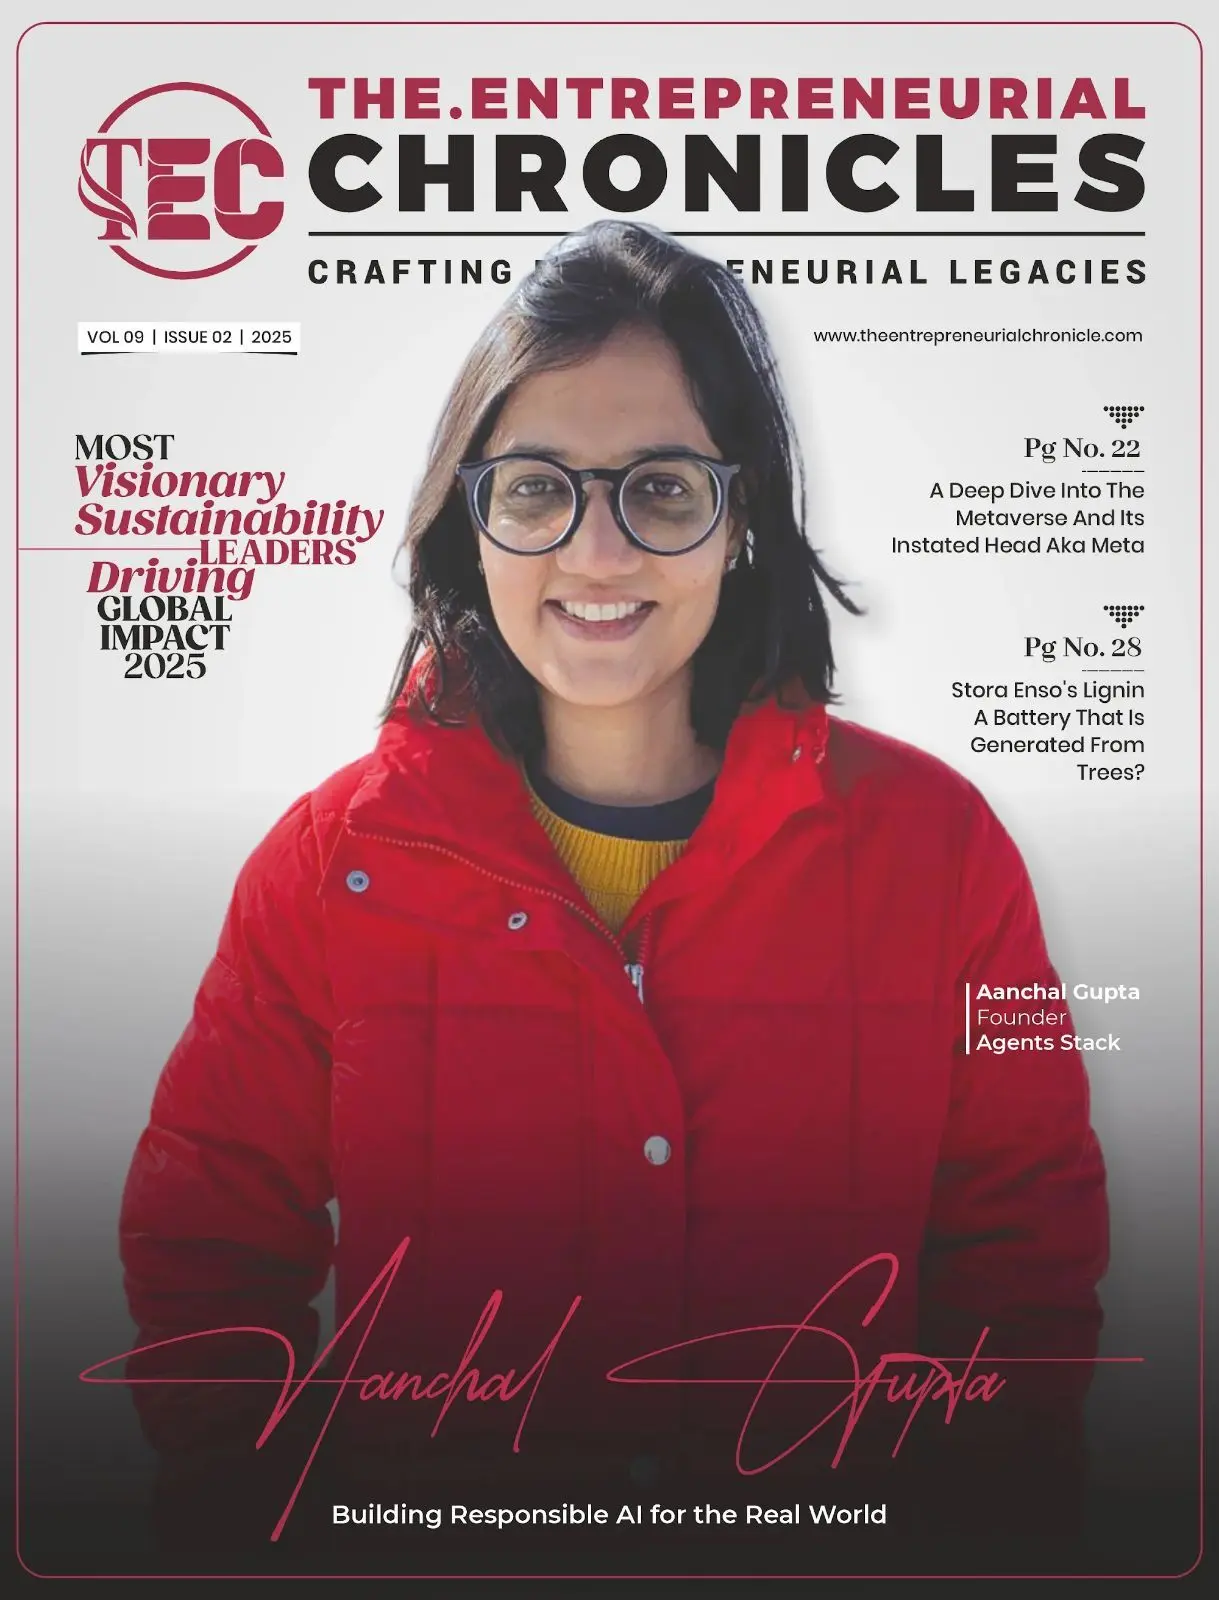 TEC
THE.ENTREPRENEURIAL
CHRONICLES
CRAFTING ENEURIAL LEGACIES
VOL 09 | ISSUE 02 | 2025
www.theentrepreneurialchronicle.com
MOST
Visionary
Sustainability
LEADERS
Driving
GLOBAL
IMPACT
2025
Pg No. 22
A Deep Dive Into The
Metaverse And Its
Instated Head Aka Meta
Pg No. 28
Stora Enso's Lignin
A Battery That Is
Generated From
Trees?
Aanchal Gupta
Founder
Agents Stack
Aanchal Gupta
Building Responsible AI for the Real World